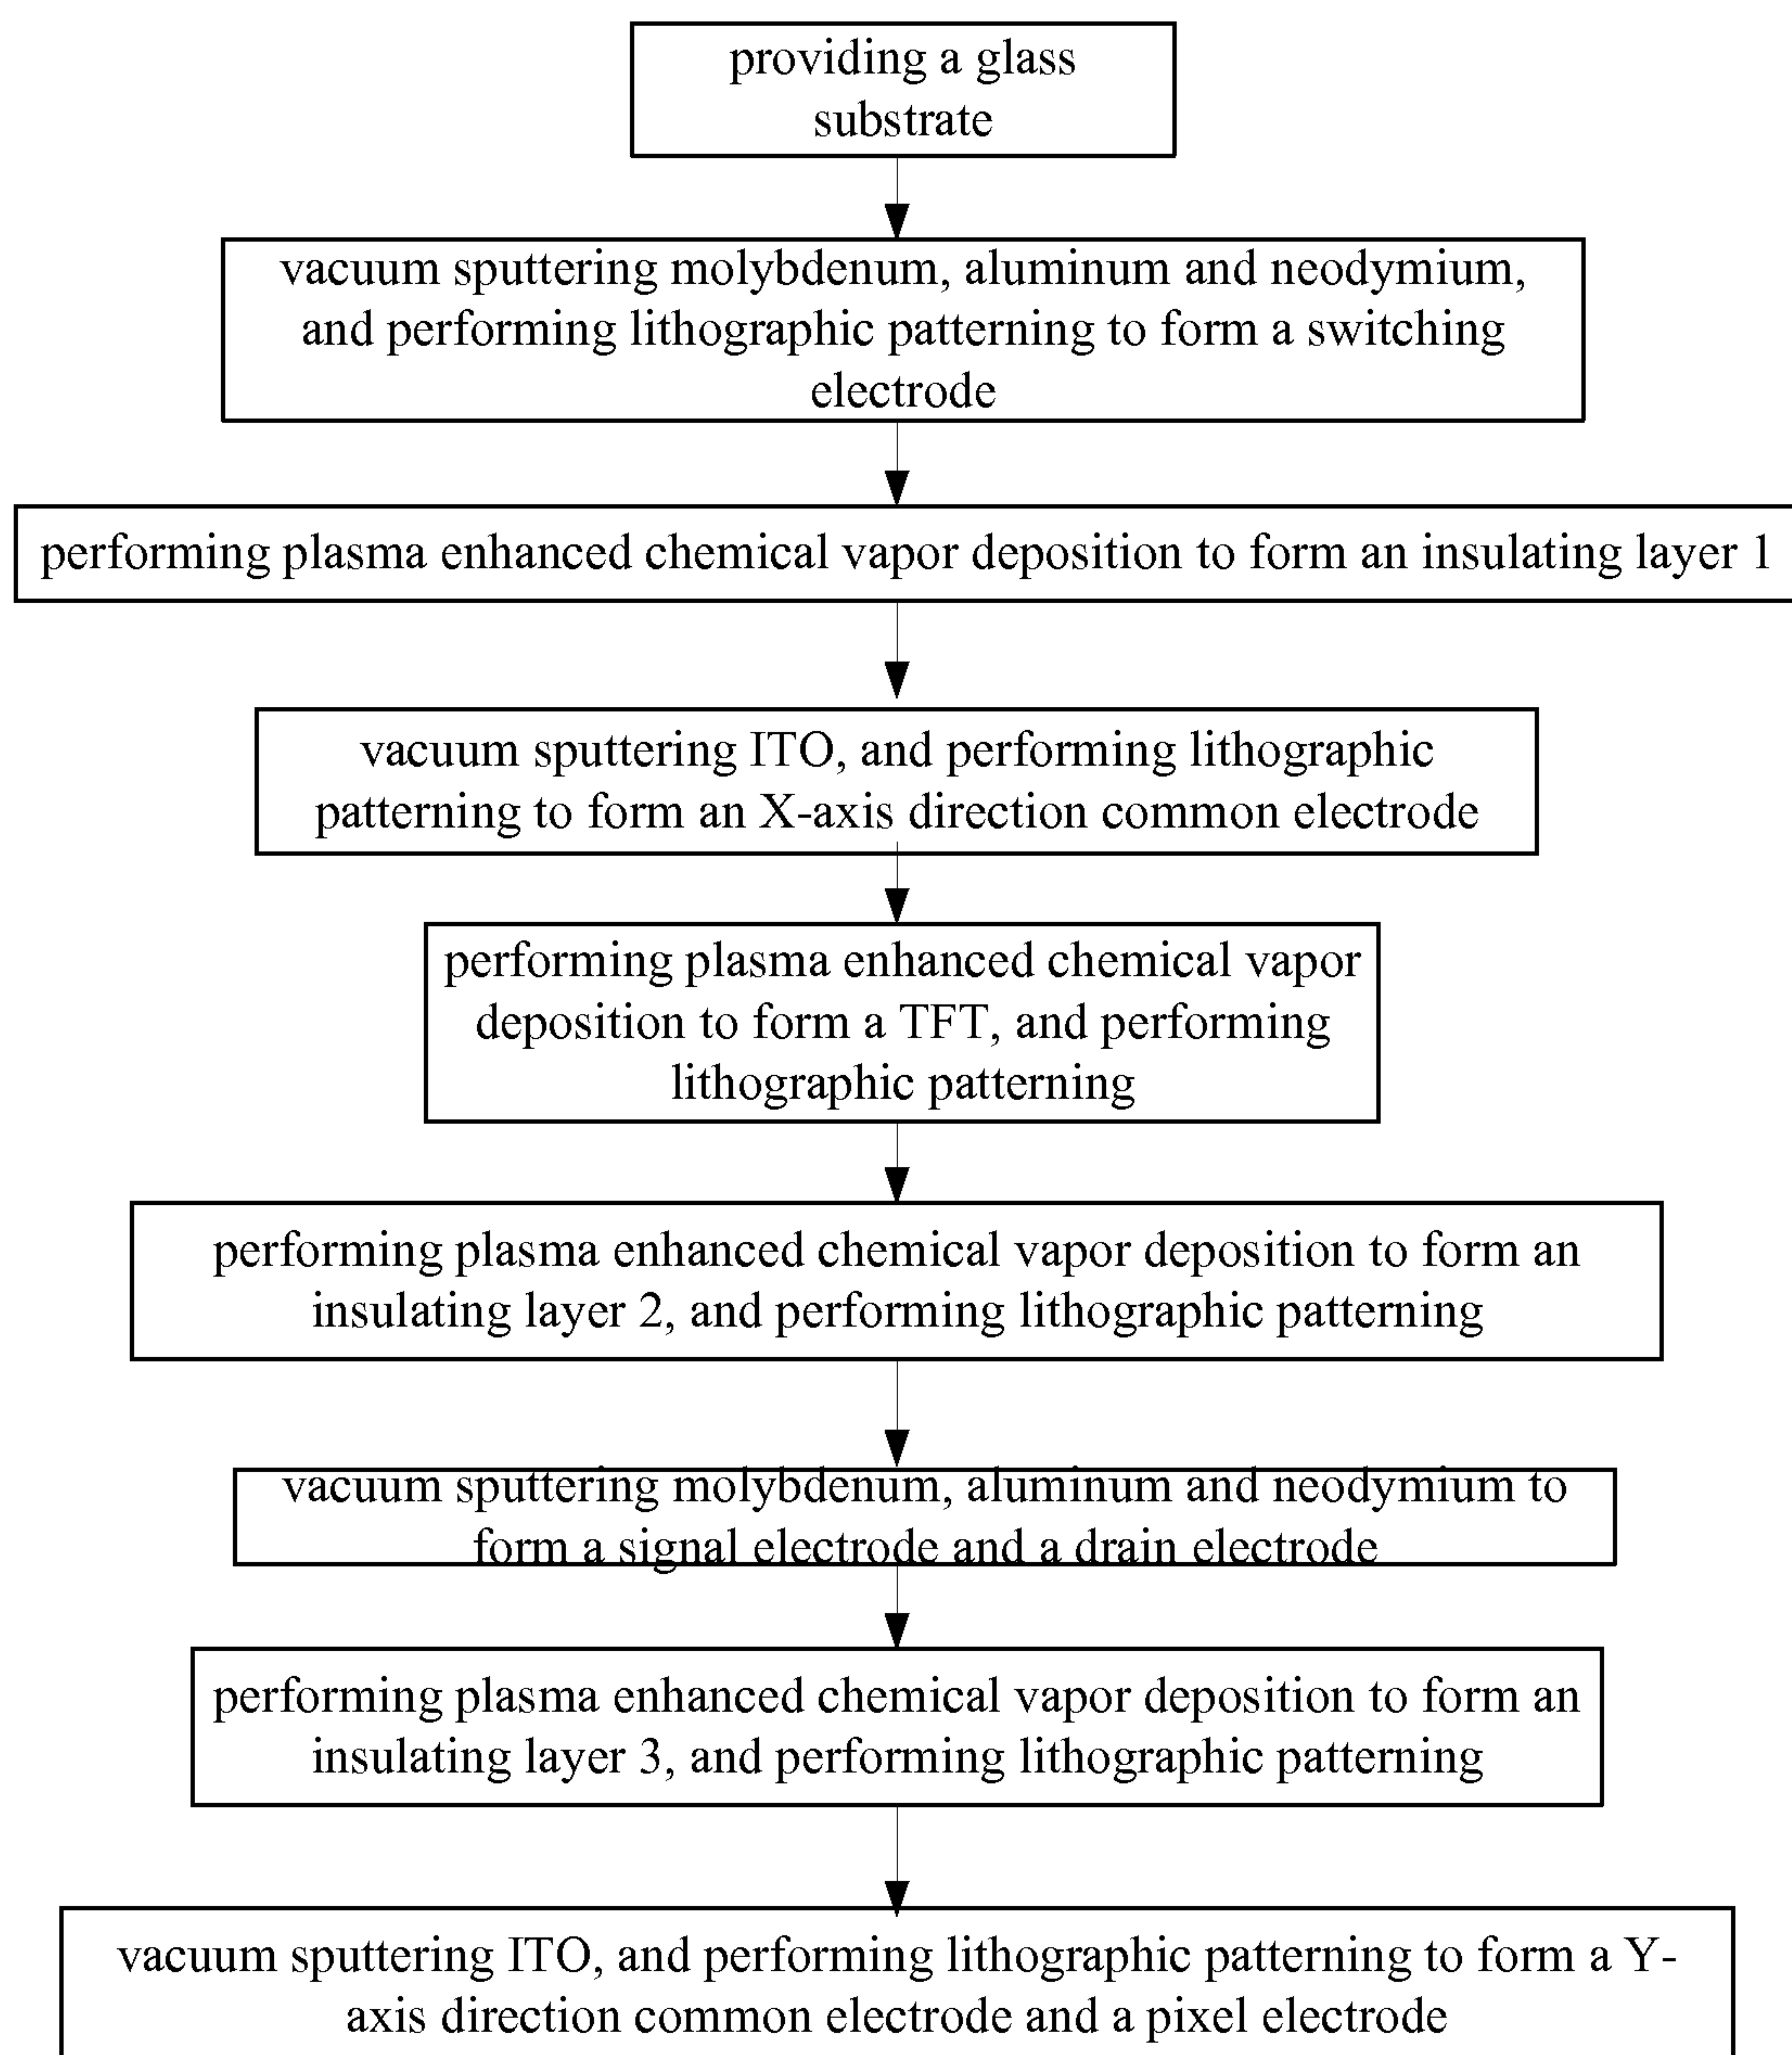 providing a glass
substrate
vacuum sputtering molybdenum, aluminum and neodymium,
and performing lithographic patterning to form a switching
electrode
performing plasma enhanced chemical vapor deposition to form an insulating layer 1
vacuum sputtering ITO, and performing lithographic
patterning to form an X-axis direction common electrode
performing plasma enhanced chemical vapor
deposition to form a TFT, and performing
lithographic patterning
performing plasma enhanced chemical vapor deposition to form an
insulating layer 2, and performing lithographic patterning
vacuum sputtering molybdenum, aluminum and neodymium to
form a signal electrode and a drain electrode
performing plasma enhanced chemical vapor deposition to form an
insulating layer 3, and performing lithographic patterning
vacuum sputtering ITO, and performing lithographic patterning to form a Y-
axis direction common electrode and a pixel electrode